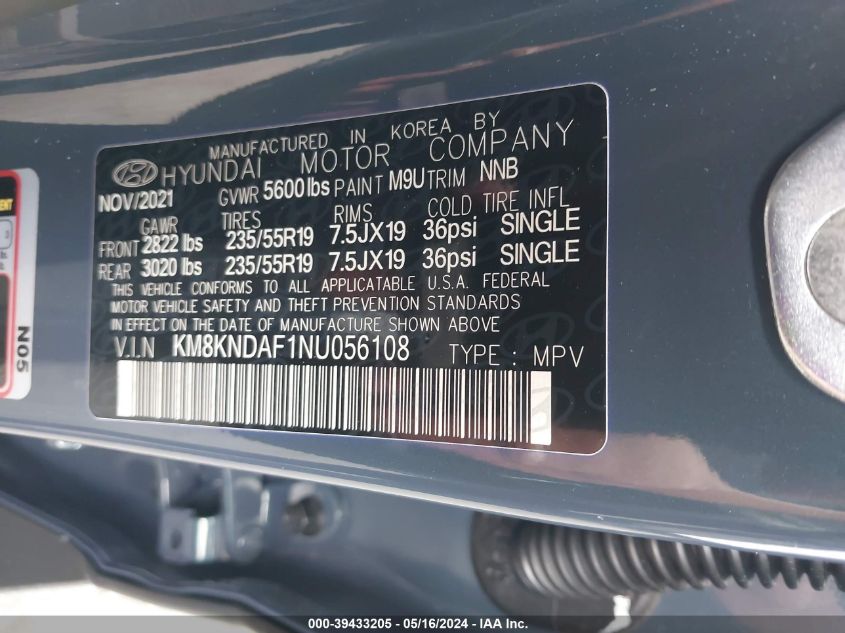 MANUFACTURED IN KOREA BY
HYUNDAI MOTOR COMPANY
NOV/2021 GVWR 5600lbs PAINT M9U TRIM NNB
GAWR TIRES RIMS COLD TIRE INFL
FRONT 2822 lbs 235/55R19 7.5JX19 36psi SINGLE
REAR 3020 lbs 235/55R19 7.5JX19 36psi SINGLE
THIS VEHICLE CONFORMS TO ALL APPLICATABLE U.S.A. FEDERAL
MOTOR VEHICLE SAFETY AND THEFT PREVENTION STANDARDS
IN EFFECT ON THE DATE OF MANUFACTURE SHOWN ABOVE.
V.I.N KM8KNDAF1NU056108 TYPE : MPV
N05
000-39433205 - 05/16/2024 - IAA Inc.